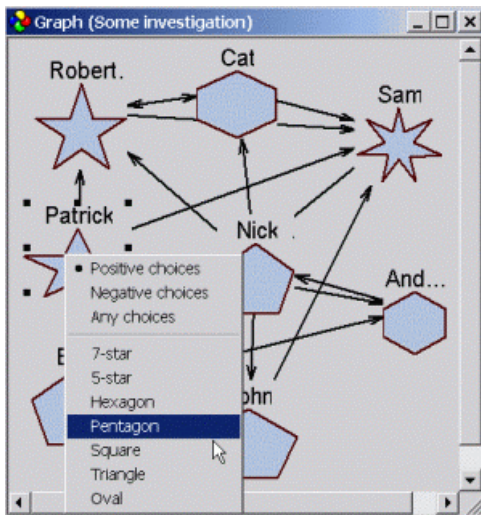 Graph (Some investigation)
Cat
Robert.
Sam
Patrick
Nick .
And...
Positive choices
Negative choices
Any choices
7-star
5-star
Hexagon
Pentagon
Square
Triangle
Oval